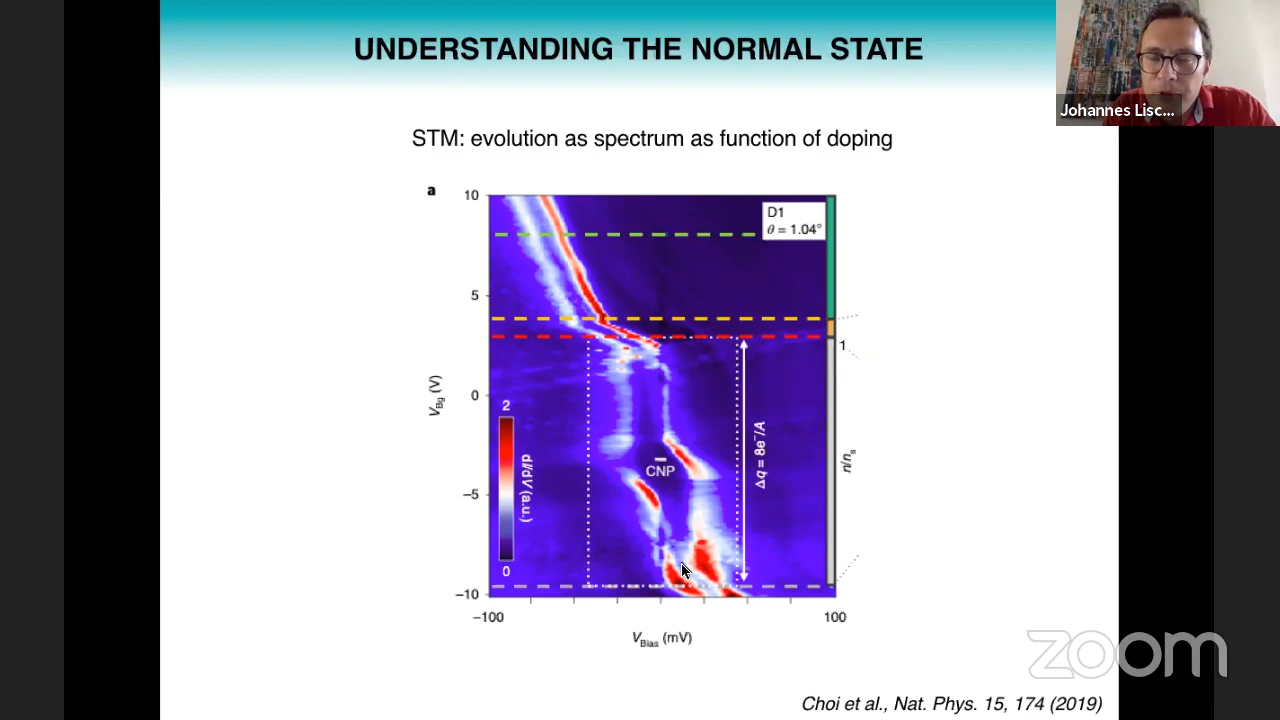 UNDERSTANDING THE NORMAL STATE
Johannes Lisc...
STM: evolution as spectrum as function of doping
a
10
5
0
−5
−10
V_Bg (V)
D1
θ = 1.04°
1
2
0
dI/dV (a.u.)
CNP
Δq = 8e⁻/A
n/n_s
−100
100
V_Bias (mV)
zoom
Choi et al., Nat. Phys. 15, 174 (2019)